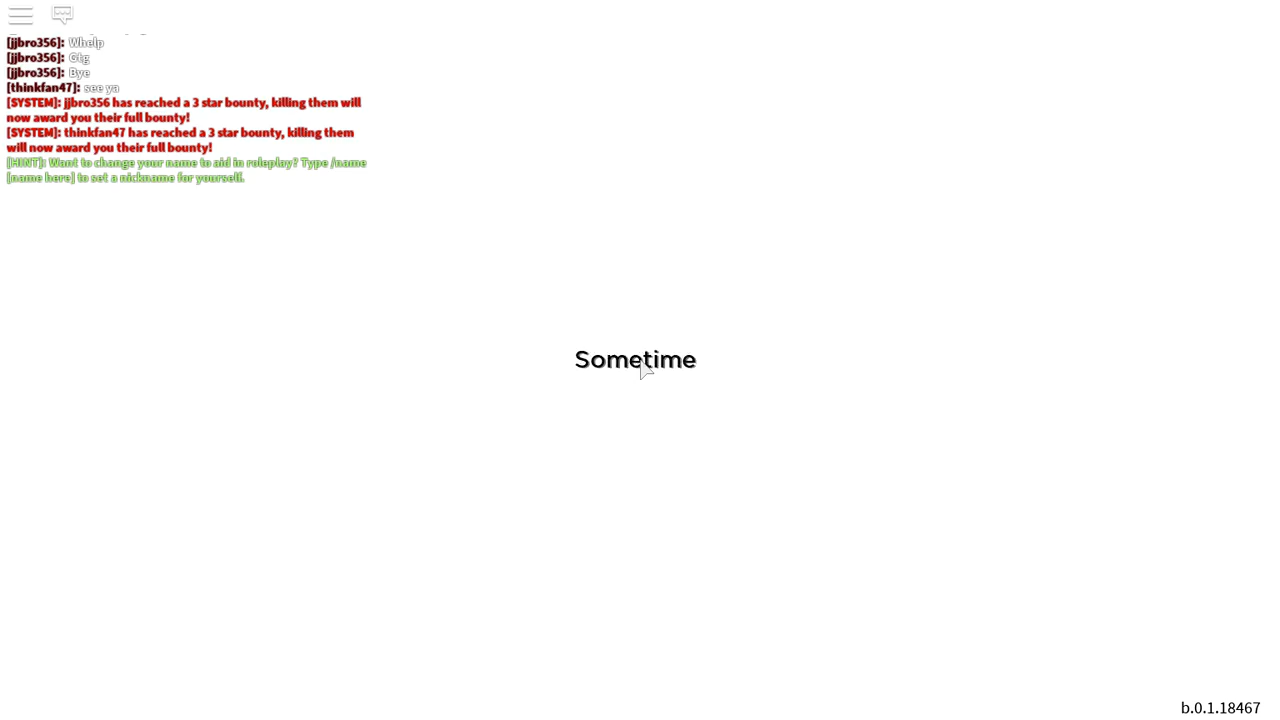 [jjbro356]: Whelp
[jjbro356]: Gtg
[jjbro356]: Bye
[thinkfan47]: see ya
[SYSTEM]: jjbro356 has reached a 3 star bounty, killing them will
now award you their full bounty!
[SYSTEM]: thinkfan47 has reached a 3 star bounty, killing them
will now award you their full bounty!
[HINT]: Want to change your name to aid in roleplay? Type /name
[name here] to set a nickname for yourself.
Sometime
b.0.1.18467